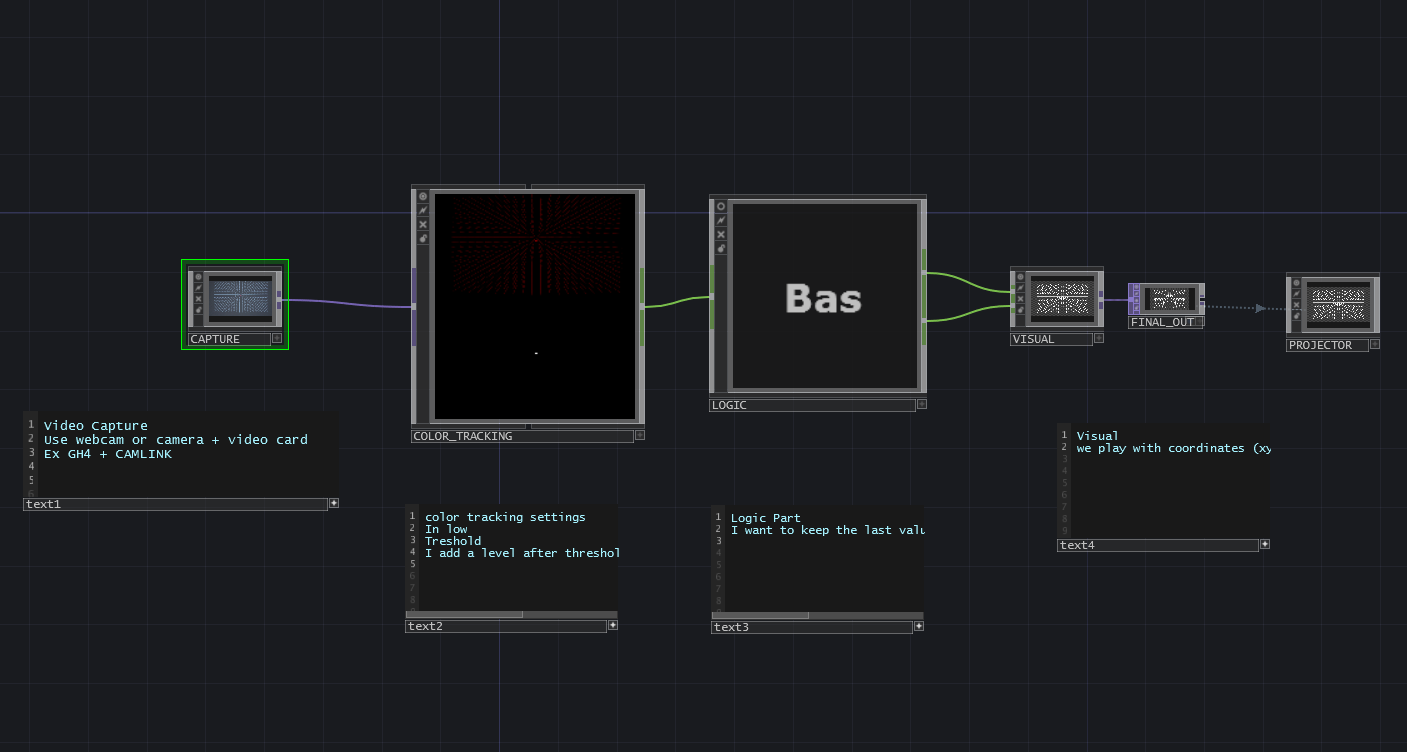 Bas
CAPTURE
COLOR_TRACKING
LOGIC
VISUAL
FINAL_OUT
PROJECTOR
1 Video Capture
2 Use webcam or camera + video card
3 Ex GH4 + CAMLINK
4
5
6
text1
1 color tracking settings
2 In low
3 Treshold
4 I add a level after threshol
5
6
7
8
9
text2
1 Logic Part
2 I want to keep the last valu
3
4
5
6
7
8
9
text3
1 Visual
2 we play with coordinates (xy
3
4
5
6
7
8
9
text4